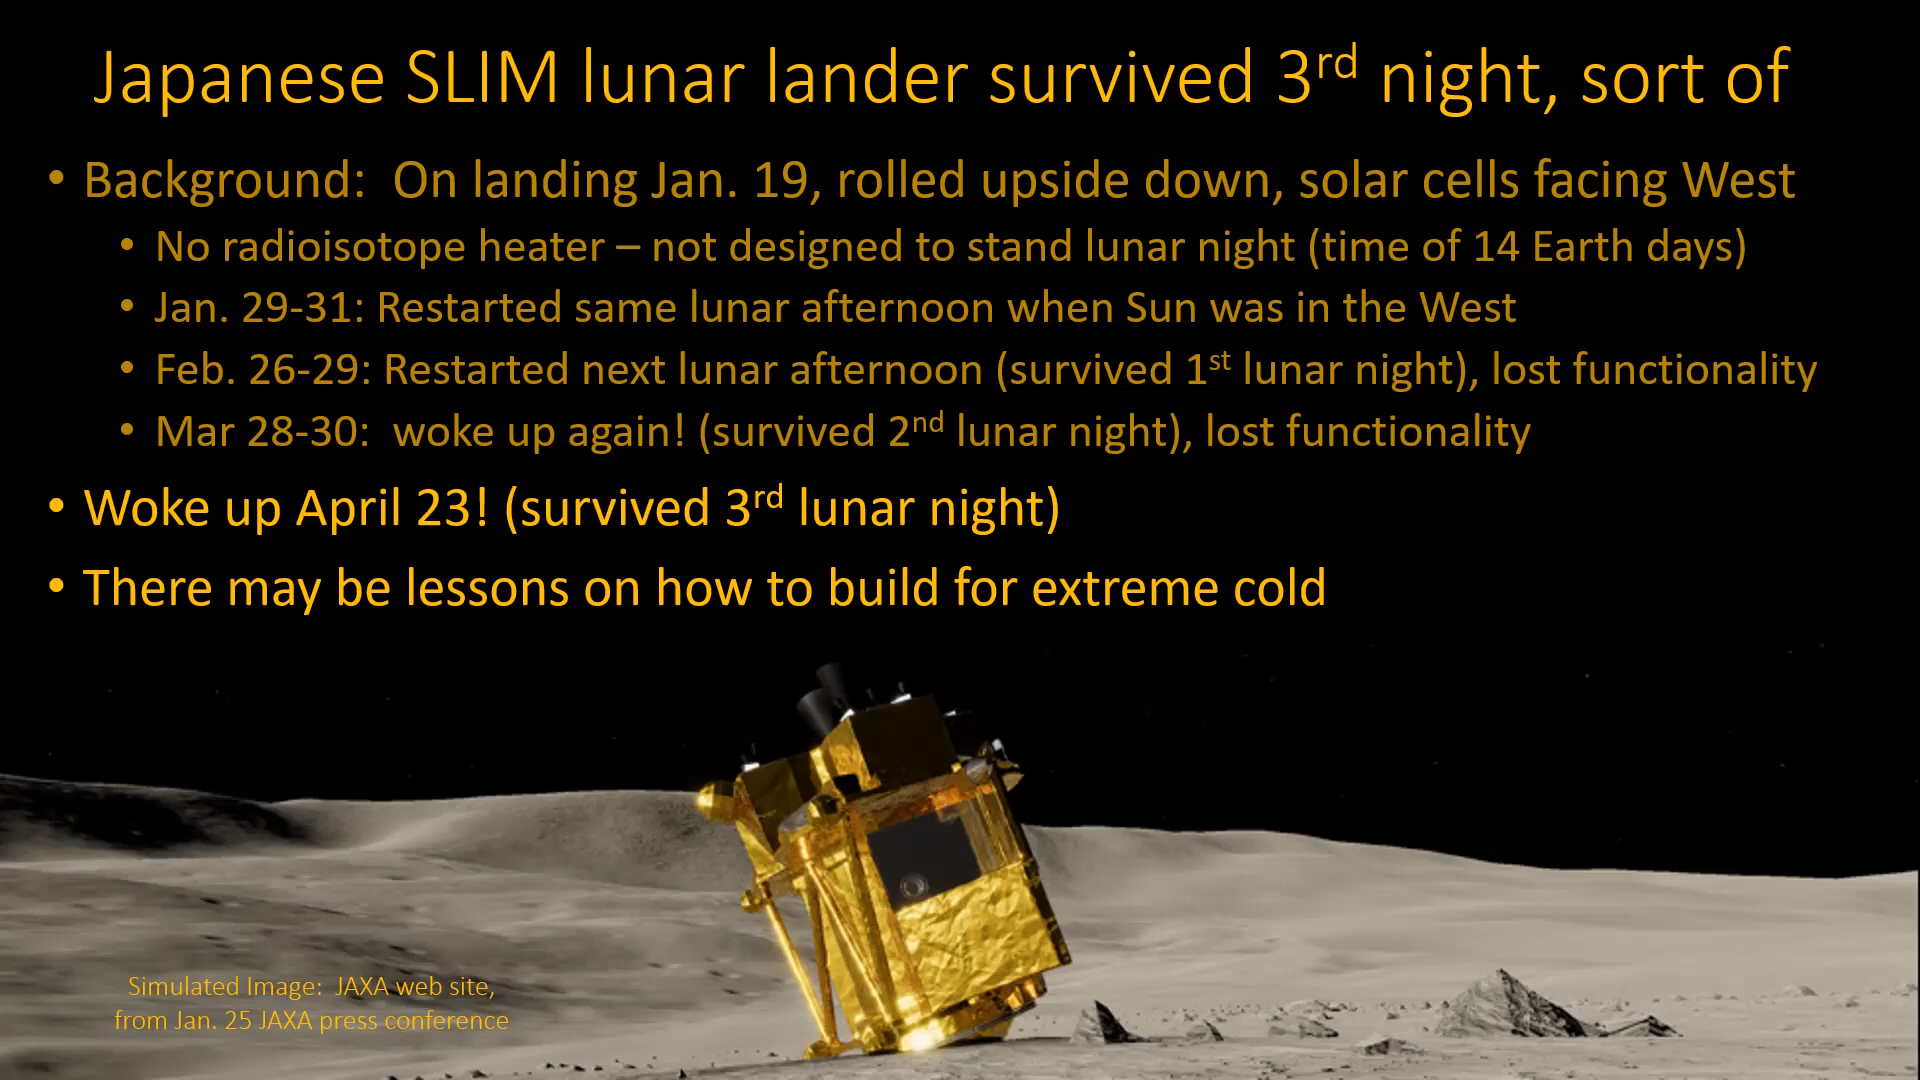 Japanese SLIM lunar lander survived 3rd night, sort of
• Background:  On landing Jan. 19, rolled upside down, solar cells facing West
• No radioisotope heater – not designed to stand lunar night (time of 14 Earth days)
• Jan. 29-31: Restarted same lunar afternoon when Sun was in the West
• Feb. 26-29: Restarted next lunar afternoon (survived 1st lunar night), lost functionality
• Mar 28-30:  woke up again! (survived 2nd lunar night), lost functionality
• Woke up April 23! (survived 3rd lunar night)
• There may be lessons on how to build for extreme cold
Simulated Image:  JAXA web site,
from Jan. 25 JAXA press conference